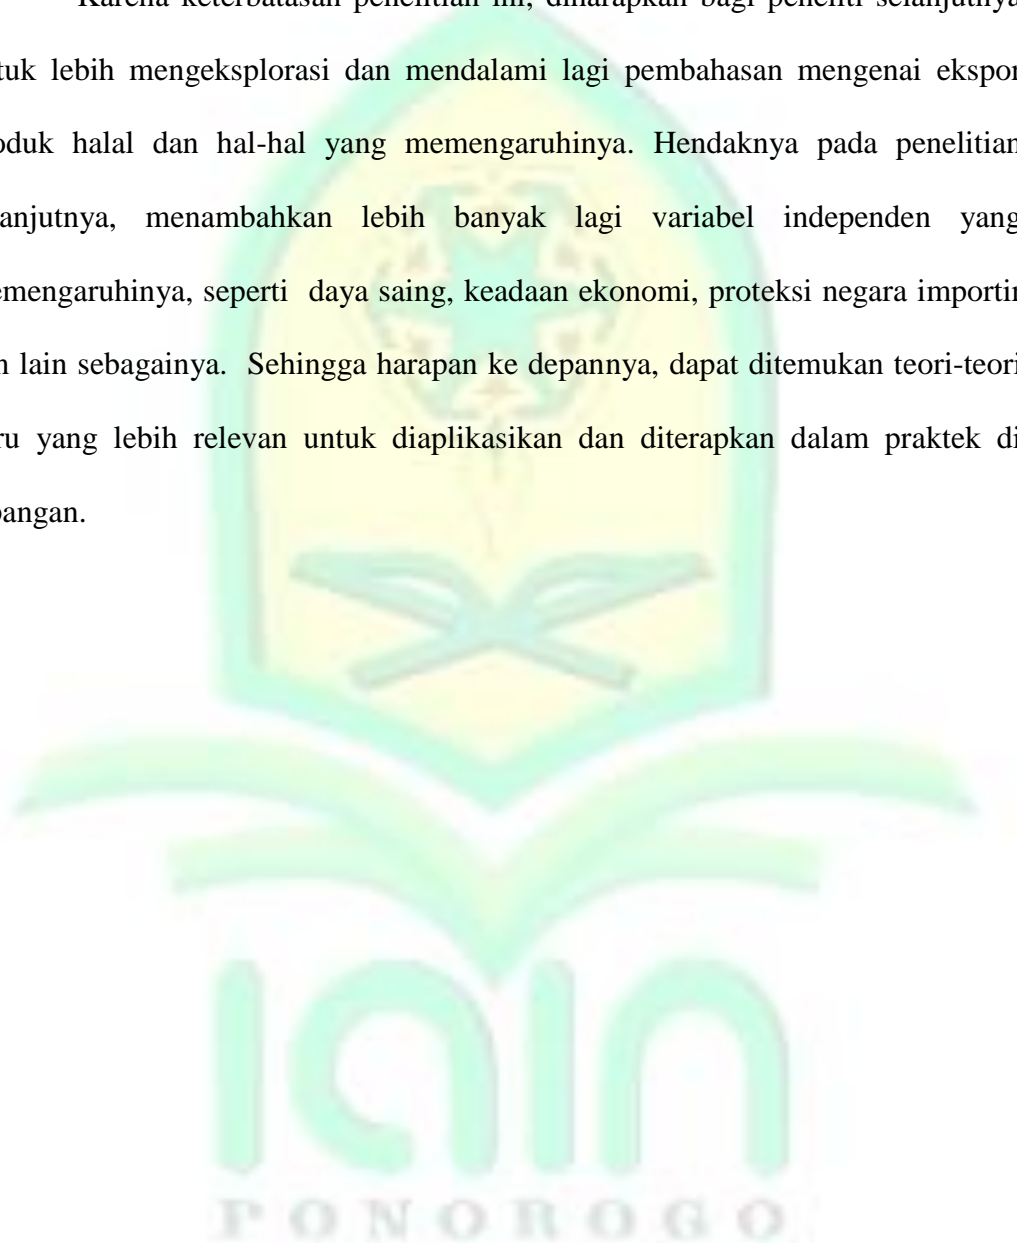 Karena keterbatasan penelitian ini, diharapkan bagi peneliti selanjutnya
tuk lebih mengeksplorasi dan mendalami lagi pembahasan mengenai ekspor
oduk halal dan hal-hal yang memengaruhinya. Hendaknya pada penelitian
lanjutnya, menambahkan lebih banyak lagi variabel independen yang
emengaruhinya, seperti daya saing, keadaan ekonomi, proteksi negara importir
n lain sebagainya. Sehingga harapan ke depannya, dapat ditemukan teori-teori
ru yang lebih relevan untuk diaplikasikan dan diterapkan dalam praktek di
pangan.
iain
PONOROGO